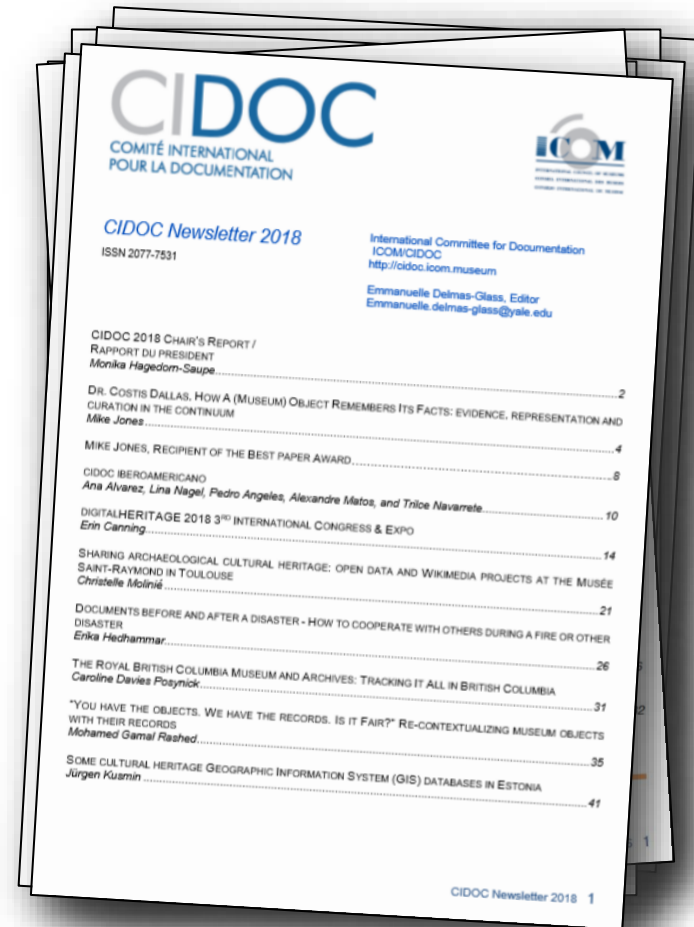 CIDOC
COMITÉ INTERNATIONAL
POUR LA DOCUMENTATION
ICOM
CIDOC Newsletter 2018
ISSN 2077-7531
International Committee for Documentation
ICOM/CIDOC
http://cidoc.icom.museum
Emmanuelle Delmas-Glass, Editor
Emmanuelle.delmas-glass@yale.edu
CIDOC 2018 CHAIR'S REPORT /
RAPPORT DU PRESIDENT
Monika Hagedorn-Saupe 2
DR. COSTIS DALLAS, HOW A (MUSEUM) OBJECT REMEMBERS ITS FACTS: EVIDENCE, REPRESENTATION AND
CURATION IN THE CONTINUUM
Mike Jones 4
MIKE JONES, RECIPIENT OF THE BEST PAPER AWARD 8
CIDOC IBEROAMERICANO
Ana Alvarez, Lina Nagel, Pedro Angeles, Alexandre Matos, and Trilce Navarrete 10
DIGITALHERITAGE 2018 3RD INTERNATIONAL CONGRESS & EXPO
Erin Canning 14
SHARING ARCHAEOLOGICAL CULTURAL HERITAGE: OPEN DATA AND WIKIMEDIA PROJECTS AT THE MUSÉE
SAINT-RAYMOND IN TOULOUSE
Christelle Molinié 21
DOCUMENTS BEFORE AND AFTER A DISASTER - HOW TO COOPERATE WITH OTHERS DURING A FIRE OR OTHER
DISASTER
Erika Hedhammar 26
THE ROYAL BRITISH COLUMBIA MUSEUM AND ARCHIVES: TRACKING IT ALL IN BRITISH COLUMBIA
Caroline Davies Posynick 31
"YOU HAVE THE OBJECTS. WE HAVE THE RECORDS. IS IT FAIR?" RE-CONTEXTUALIZING MUSEUM OBJECTS
WITH THEIR RECORDS
Mohamed Gamal Rashed 35
SOME CULTURAL HERITAGE GEOGRAPHIC INFORMATION SYSTEM (GIS) DATABASES IN ESTONIA
Jürgen Kusmin 41
CIDOC Newsletter 2018 1